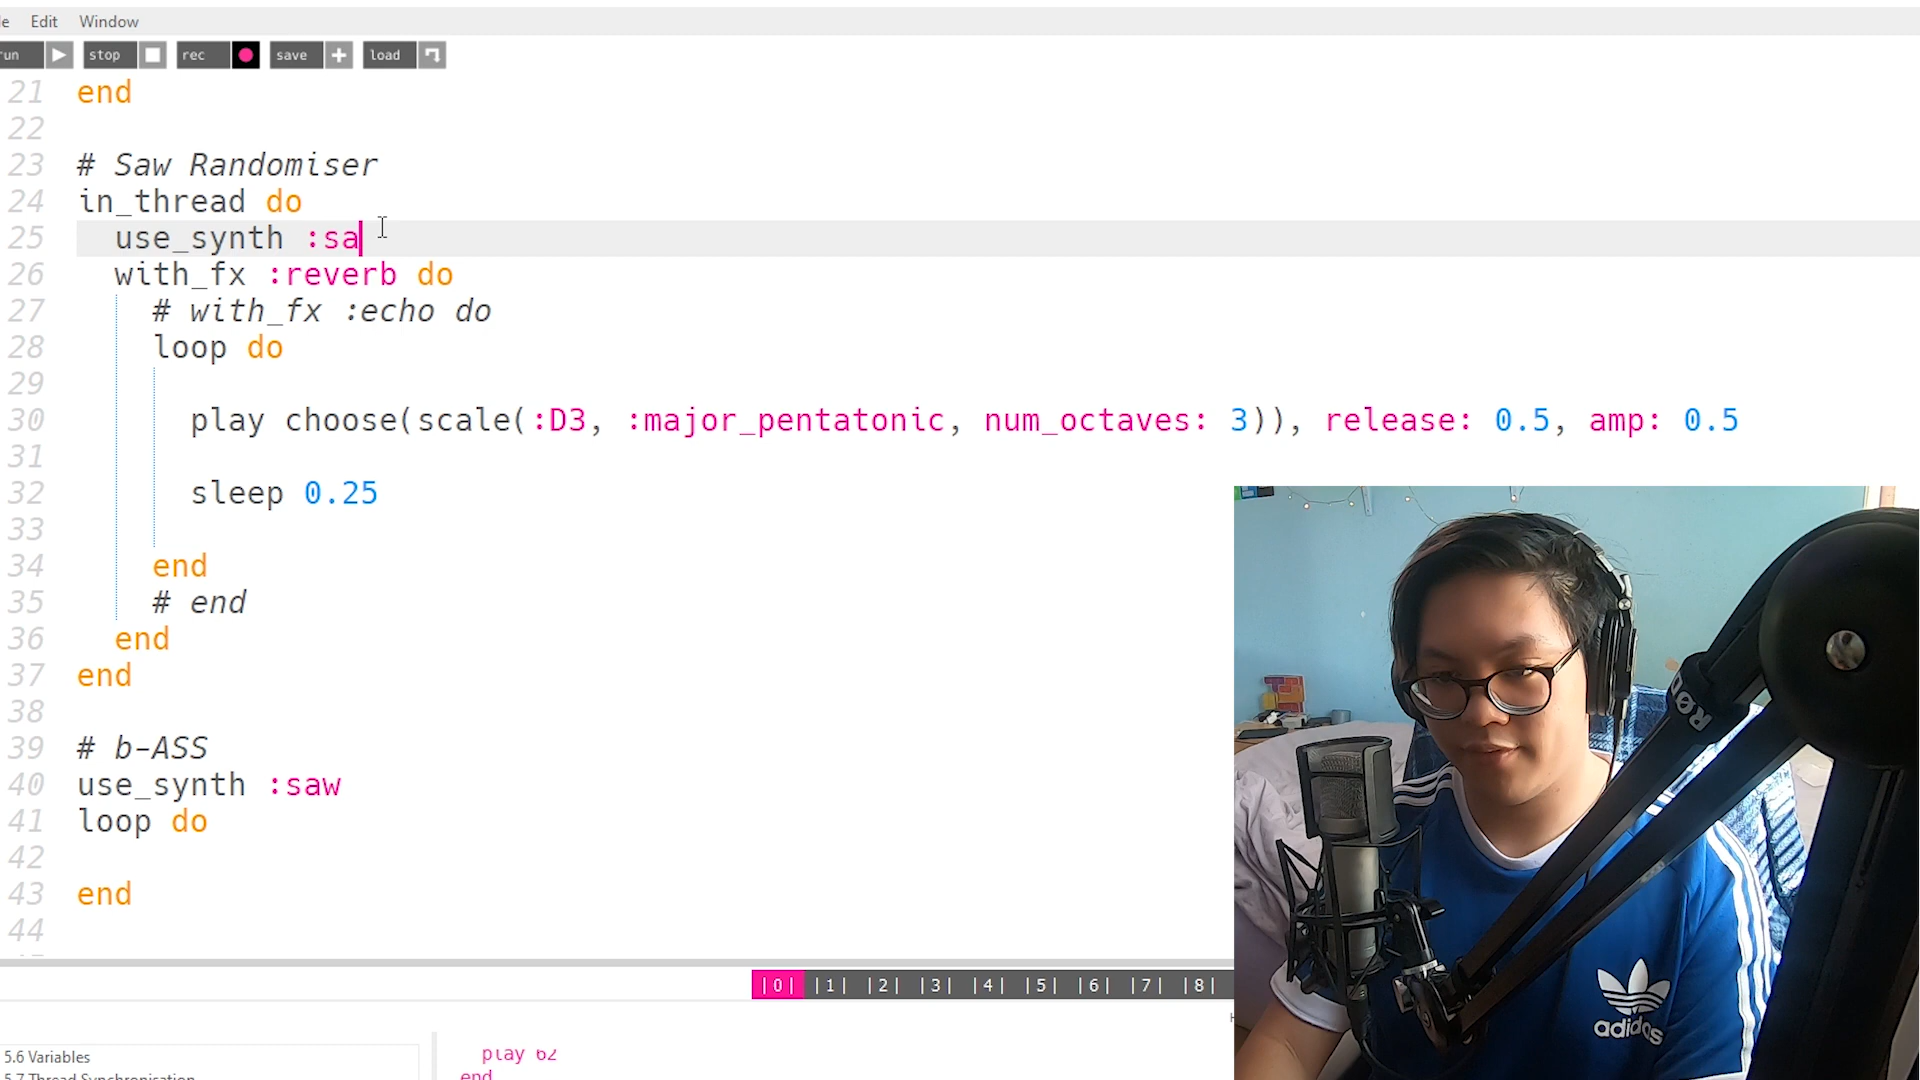 Edit Window
stop rec save load
21 end
22
23 # Saw Randomiser
24 in_thread do
25 use_synth :sa
26 with_fx :reverb do
27 # with_fx :echo do
28 loop do
29
30 play choose(scale(:D3, :major_pentatonic, num_octaves: 3)), release: 0.5, amp: 0.5
31
32 sleep 0.25
33
34 end
35 # end
36 end
37 end
38
39 # b-ASS
40 use_synth :saw
41 loop do
42
43 end
44
|0| |1| |2| |3| |4| |5| |6| |7| |8|
5.6 Variables
5.7 Thread Synchronisation
play 62
end
adidas